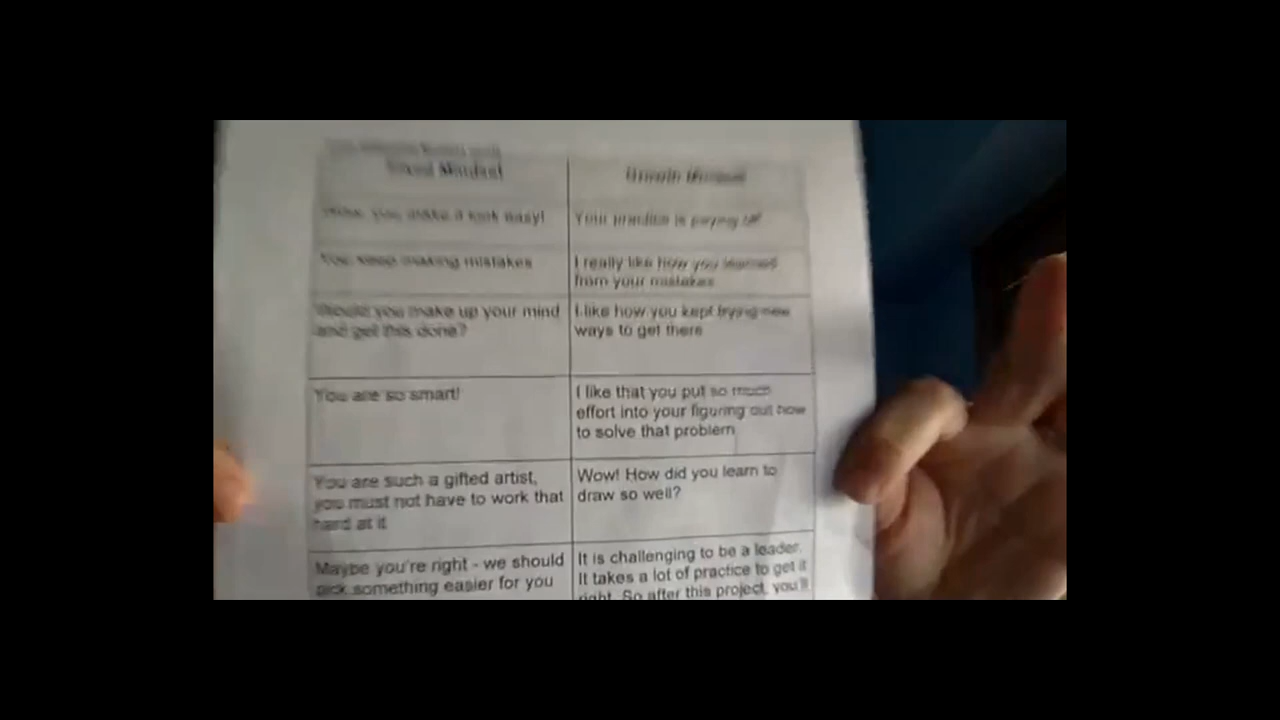 Fixed Mindset
Growth Mindset
Wow, you make it look easy!
Your practice is paying off
You keep making mistakes
I really like how you learned
from your mistakes
Would you make up your mind
and get this done?
I like how you kept trying new
ways to get there
You are so smart!
I like that you put so much
effort into your figuring out how
to solve that problem
You are such a gifted artist,
you must not have to work that
hard at it
Wow! How did you learn to
draw so well?
Maybe you're right - we should
pick something easier for you
It is challenging to be a leader.
It takes a lot of practice to get it
right. So after this project, you'll